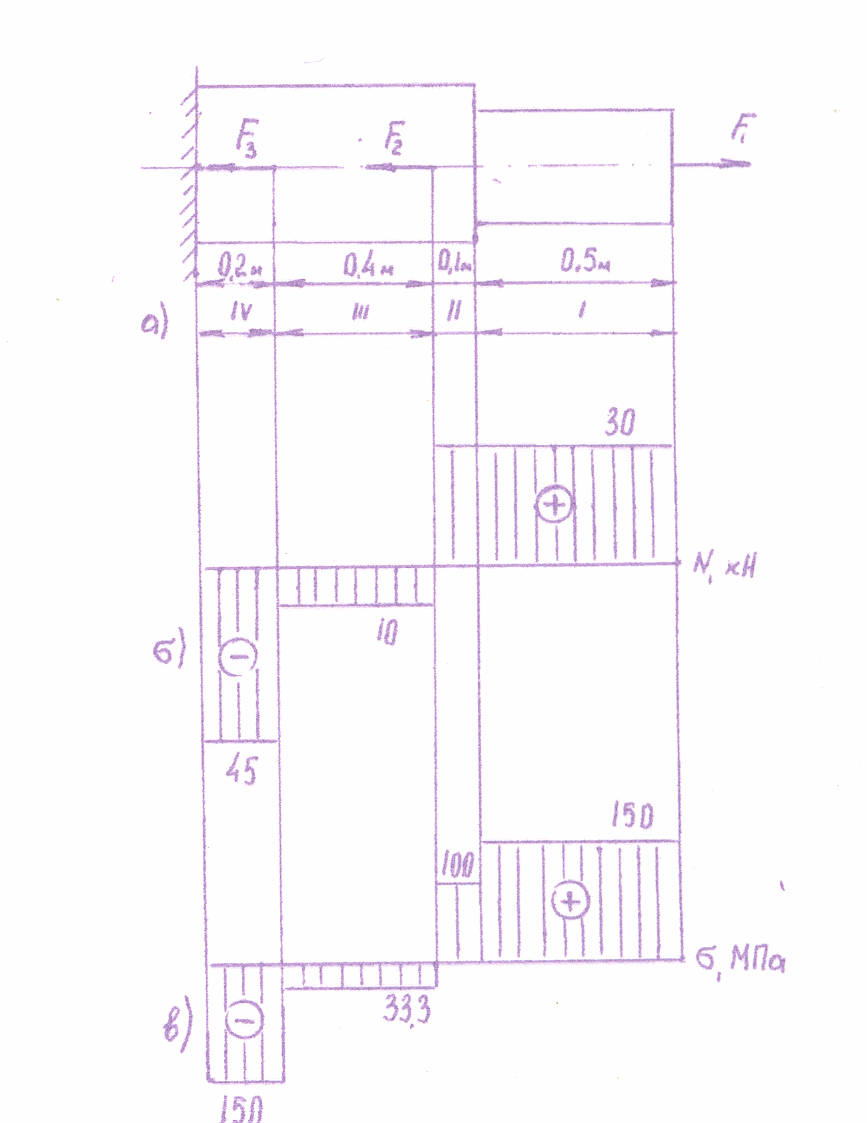 F₃ F₂ F₁
0,2м 0,4м 0,1м 0,5м
а) IV III II I
30
N, кН
10
б)
45
150
100
σ, МПа
33,3
в)
150